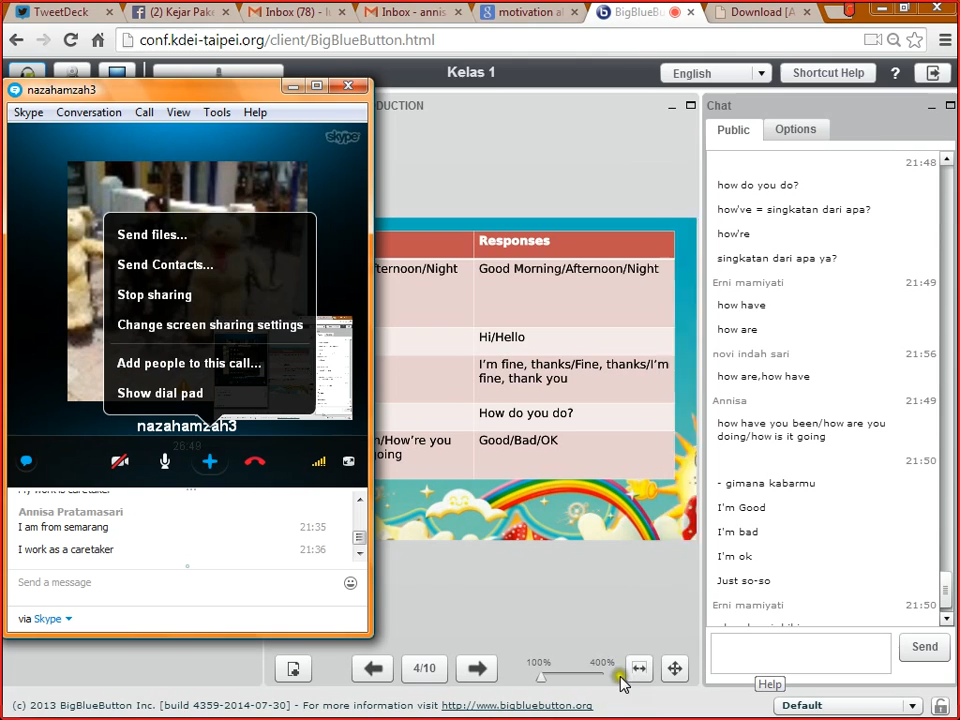 TweetDeck
(2) Kejar Pake
Inbox (78) - l
Inbox - annis
motivation al
BigBlueBu
Download [A
conf.kdei-taipei.org/client/BigBlueButton.html
Kelas 1
English
Shortcut Help
?
nazahamzah3
Skype Conversation Call View Tools Help
skype
Send files...
Send Contacts...
Stop sharing
Change screen sharing settings
Add people to this call...
Show dial pad
nazahamzah3
26:49
Annisa Pratamasari
I am from semarang 21:35
I work as a caretaker 21:36
Send a message
via Skype
DUCTION
Responses
fternoon/Night
Good Morning/Afternoon/Night
Hi/Hello
I'm fine, thanks/Fine, thanks/I'm
fine, thank you
How do you do?
n/How're you
going
Good/Bad/OK
4/10
100% 400%
Chat
Public Options
21:48
how do you do?
how've = singkatan dari apa?
how're
singkatan dari apa ya?
Erni mamiyati 21:49
how have
how are
novi indah sari 21:56
how are,how have
Annisa 21:49
how have you been/how are you
doing/how is it going
21:50
- gimana kabarmu
I'm Good
I'm bad
I'm ok
Just so-so
Erni mamiyati 21:50
Send
Help
(c) 2013 BigBlueButton Inc. [build 4359-2014-07-30] - For more information visit http://www.bigbluebutton.org
Default